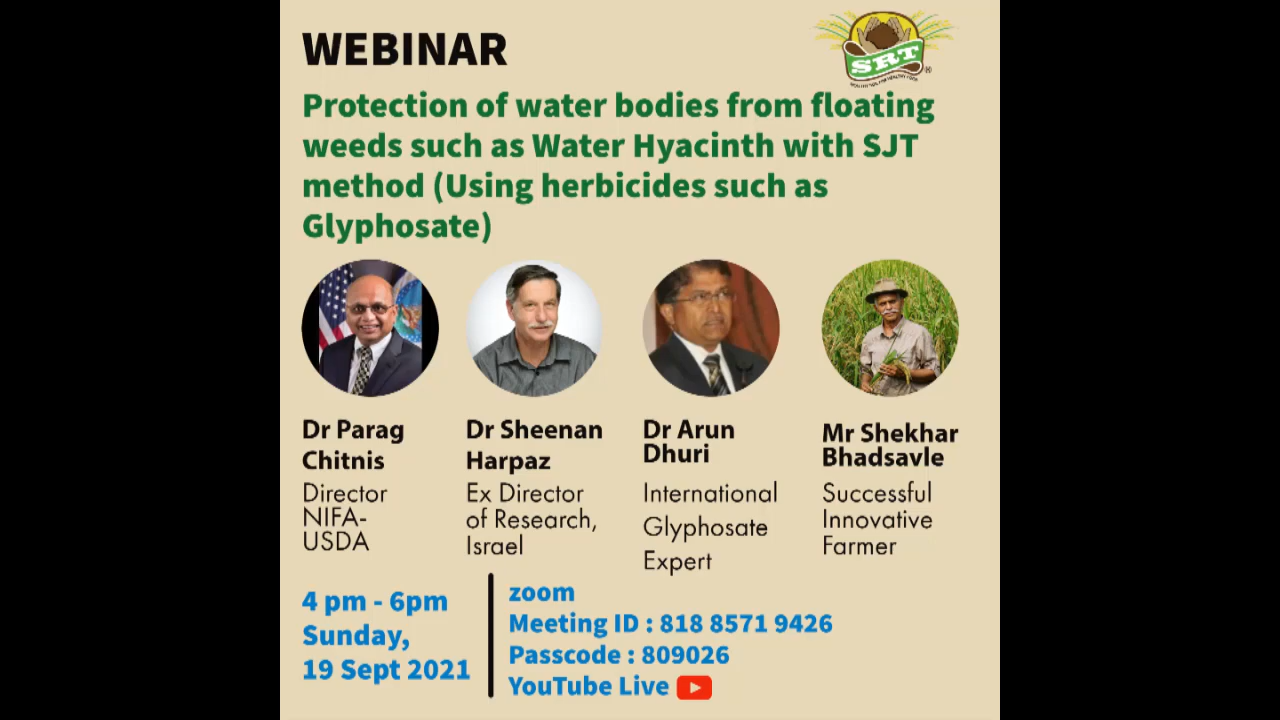 WEBINAR
SRT
®
Protection of water bodies from floating
weeds such as Water Hyacinth with SJT
method (Using herbicides such as
Glyphosate)
Dr Parag
Chitnis
Director
NIFA-
USDA
Dr Sheenan
Harpaz
Ex Director
of Research,
Israel
Dr Arun
Dhuri
International
Glyphosate
Expert
Mr Shekhar
Bhadsavle
Successful
Innovative
Farmer
4 pm - 6pm
Sunday,
19 Sept 2021
zoom
Meeting ID : 818 8571 9426
Passcode : 809026
YouTube Live